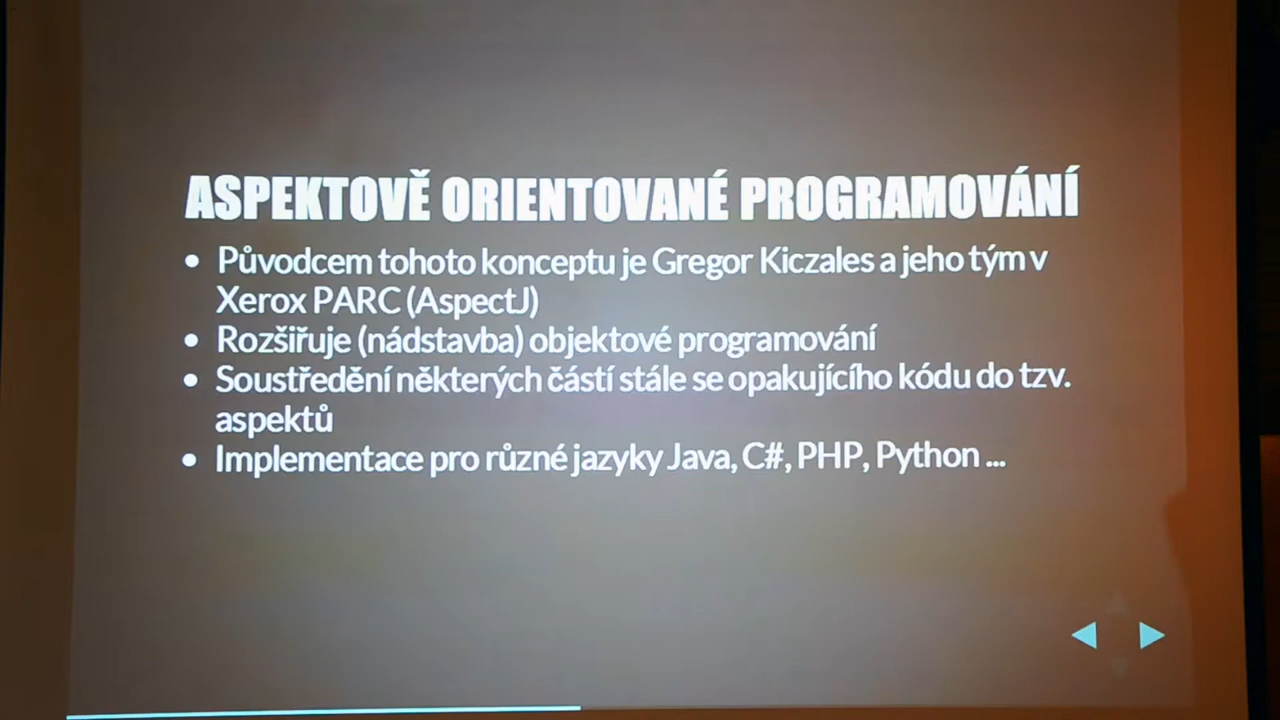 ASPEKTOVĚ ORIENTOVANÉ PROGRAMOVÁNÍ
• Původcem tohoto konceptu je Gregor Kiczales a jeho tým v
Xerox PARC (AspectJ)
• Rozšiřuje (nádstavba) objektové programování
• Soustředění některých částí stále se opakujícího kódu do tzv.
aspektů
• Implementace pro různé jazyky Java, C#, PHP, Python ...